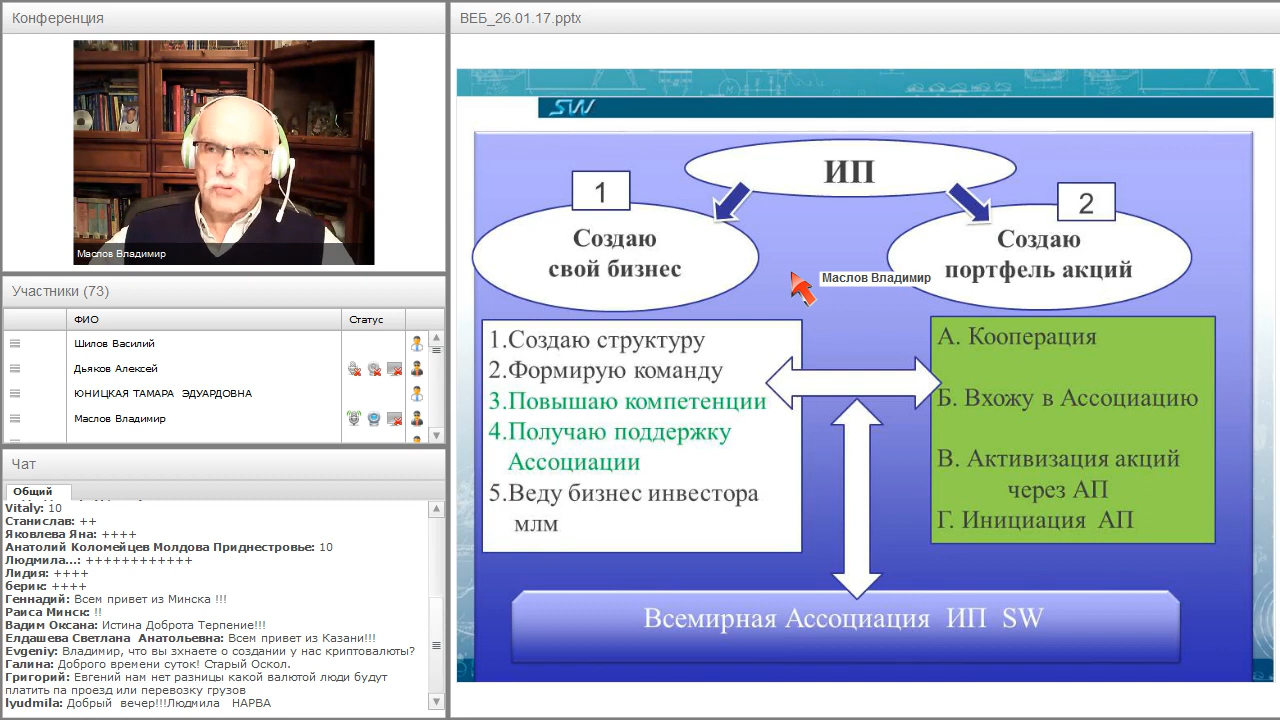 Конференция
Маслов Владимир
Участники (73)
ФИО
Статус
Шилов Василий
Дьяков Алексей
ЮНИЦКАЯ ТАМАРА ЭДУАРДОВНА
Маслов Владимир
Чат
Общий
Vitaly: 10
Станислав: ++
Яковлева Яна: ++++
Анатолий Коломейцев Молдова Приднестровье: 10
Людмила...: ++++++++++++
Лидия: ++++
берик: ++++
Геннадий: Всем привет из Минска !!!
Раиса Минск: !!
Вадим Оксана: Истина Доброта Терпение!!!
Елдашева Светлана Анатольевна: Всем привет из Казани!!!
Evgeniy: Владимир, что вызхнаете о создании у нас криптовалюты?
Галина: Доброго времени суток! Старый Оскол.
Григорий: Евгений нам нет разницы какой валютой люди будут
платить па проезд или перевозку грузов
lyudmila: Добрый вечер!!!Людмила НАРВА
ВЕБ_26.01.17.pptx
SW
ИП
1
Создаю
свой бизнес
2
Создаю
портфель акций
Маслов Владимир
1.Создаю структуру
2.Формирую команду
3.Повышаю компетенции
4.Получаю поддержку
Ассоциации
5.Веду бизнес инвестора
млм
А. Кооперация
Б. Вхожу в Ассоциацию
В. Активизация акций
через АП
Г. Инициация АП
Всемирная Ассоциация ИП SW